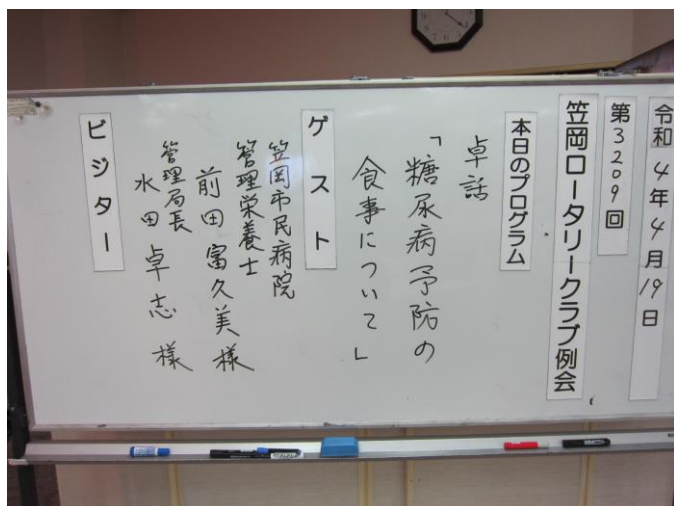 令和4年4月19日
第3209回
笠岡ロータリークラブ例会
本日のプログラム
卓話
「糖尿病予防の
食事について」
ゲスト
笠岡市民病院
管理栄養士
前田富久美様
管理局長
水田卓志様
ビジター